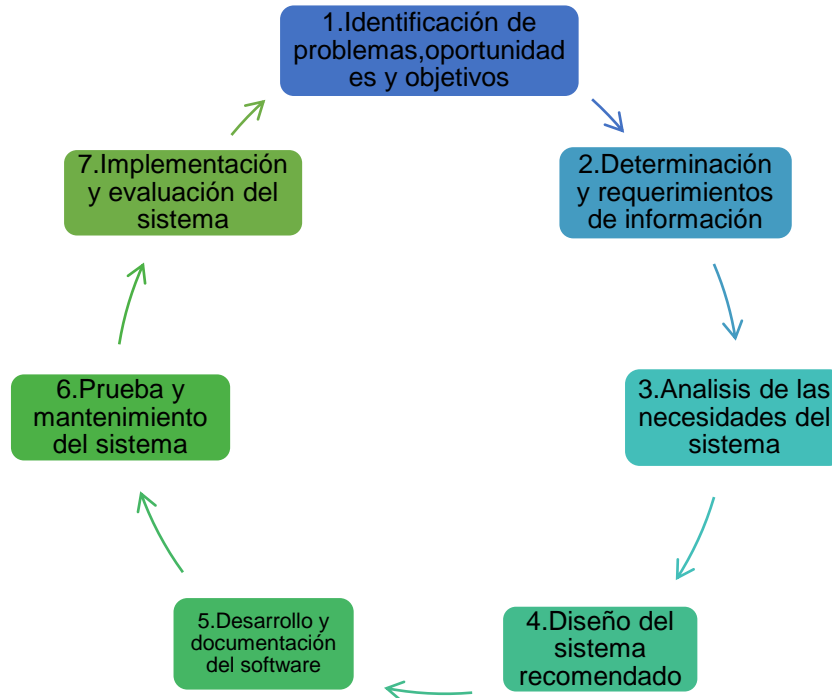 1.Identificación de
problemas,oportunidad
es y objetivos
2.Determinación
y requerimientos
de información
3.Analisis de las
necesidades del
sistema
4.Diseño del
sistema
recomendado
5.Desarrollo y
documentación
del software
6.Prueba y
mantenimiento
del sistema
7.Implementación
y evaluación del
sistema